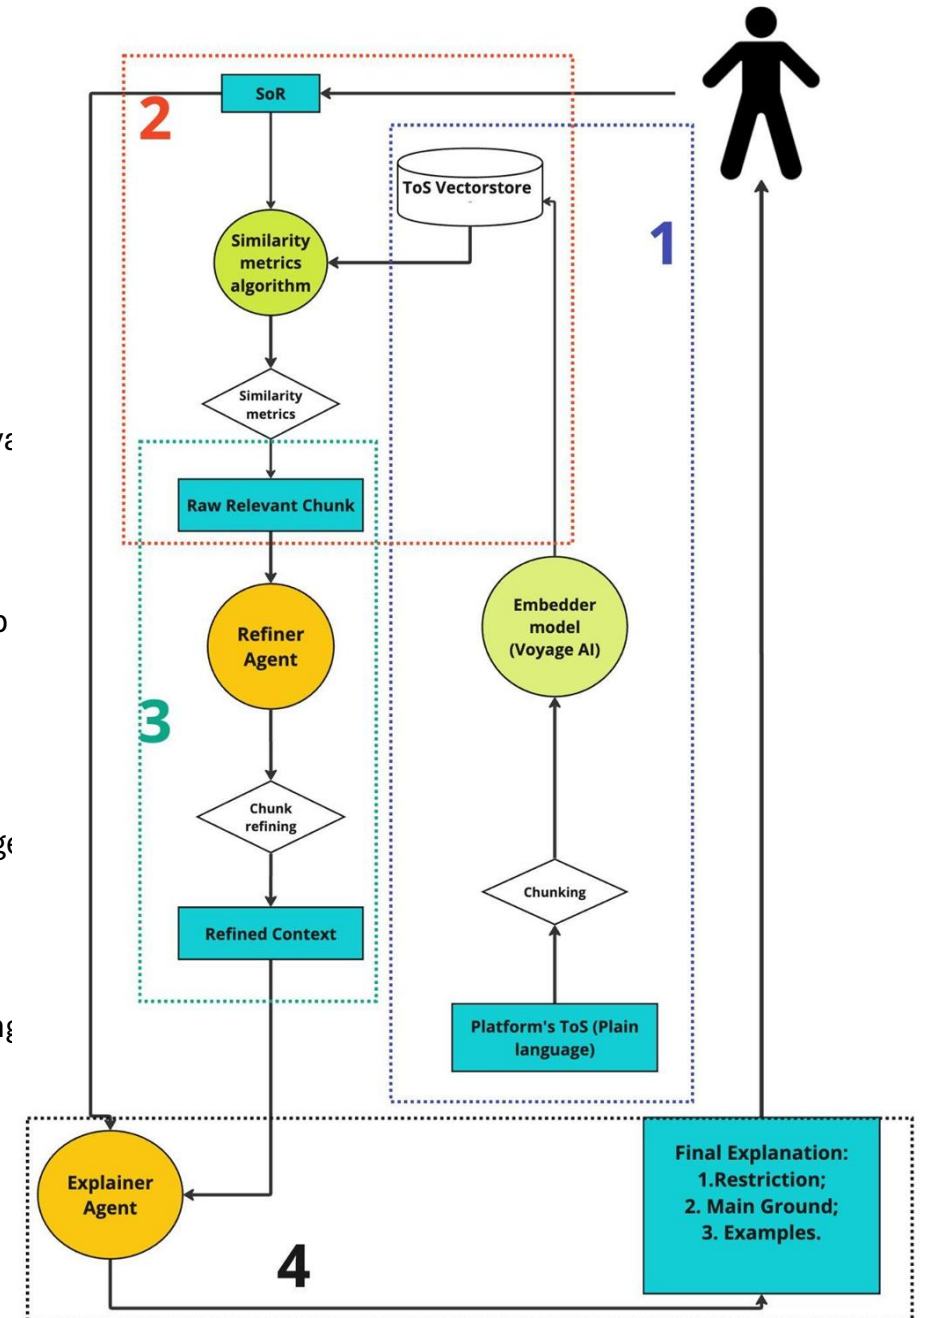 SoR
2
ToS Vectorstore
1
Similarity
metrics
algorithm
Similarity
metrics
Raw Relevant Chunk
Embedder
model
(Voyage AI)
Refiner
Agent
3
Chunk
refining
Chunking
Refined Context
Platform's ToS (Plain
language)
Final Explanation:
1.Restriction;
2. Main Ground;
3. Examples.
Explainer
Agent
4